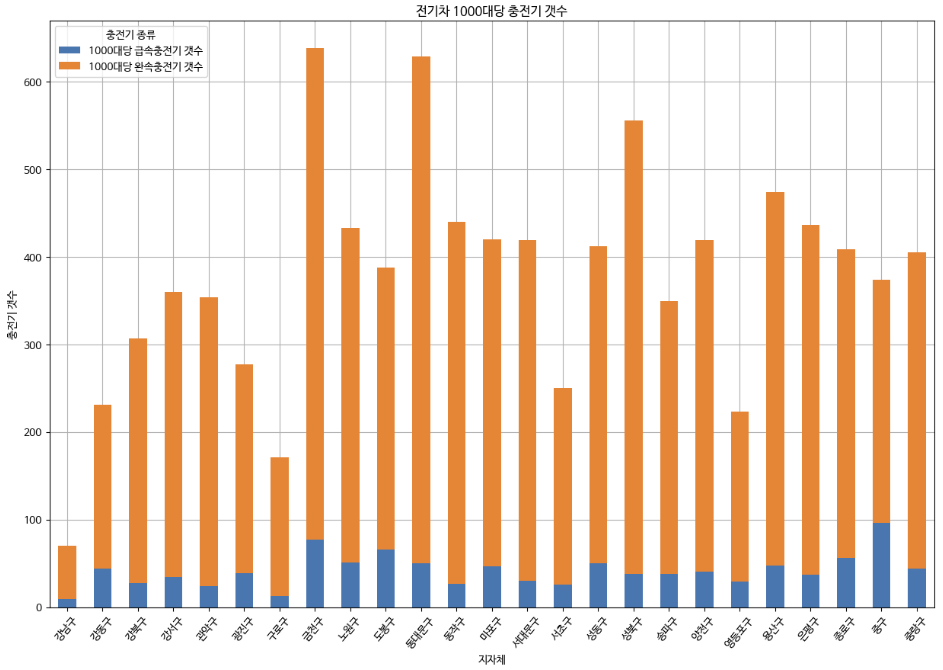 전기차 1000대당 충전기 갯수
충전기 종류
1000대당 급속충전기 갯수
1000대당 완속충전기 갯수
충전기 갯수
600
500
400
300
200
100
0
강남구
강동구
강북구
강서구
관악구
광진구
구로구
금천구
노원구
도봉구
동대문구
동작구
마포구
서대문구
서초구
성동구
성북구
송파구
양천구
영등포구
용산구
은평구
종로구
중구
중랑구
지자체